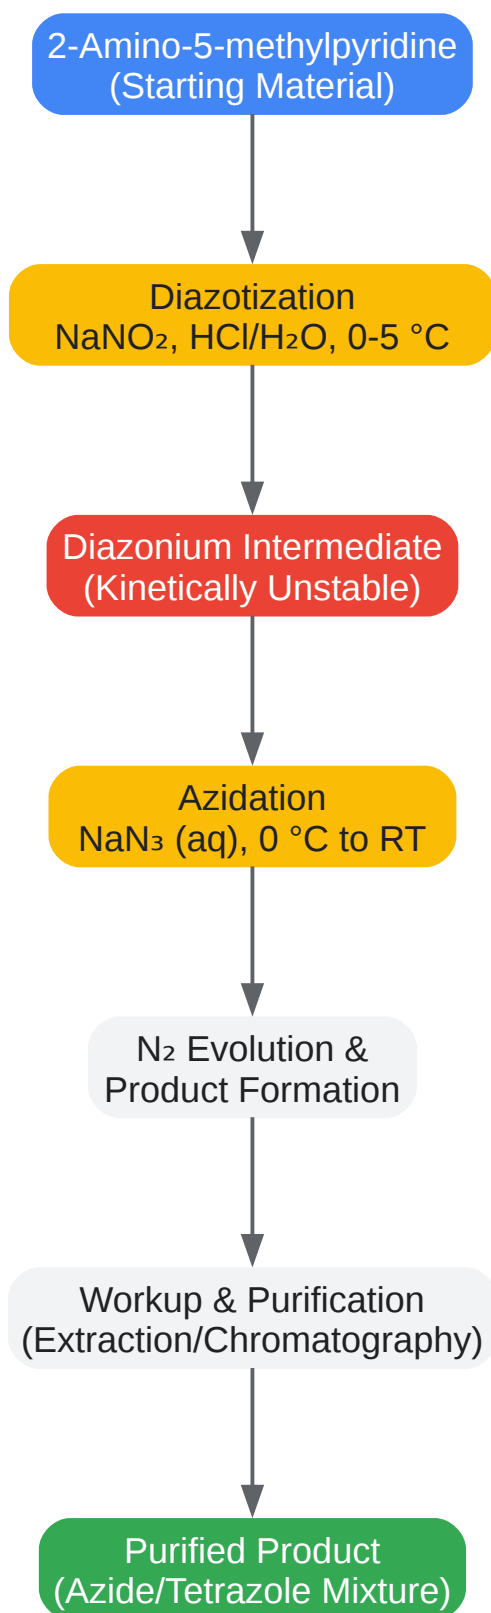 2-Amino-5-methylpyridine
(Starting Material)
Diazotization
NaNO₂, HCl/H₂O, 0-5 °C
Diazonium Intermediate
(Kinetically Unstable)
Azidation
NaN₃ (aq), 0 °C to RT
N₂ Evolution &
Product Formation
Workup & Purification
(Extraction/Chromatography)
Purified Product
(Azide/Tetrazole Mixture)